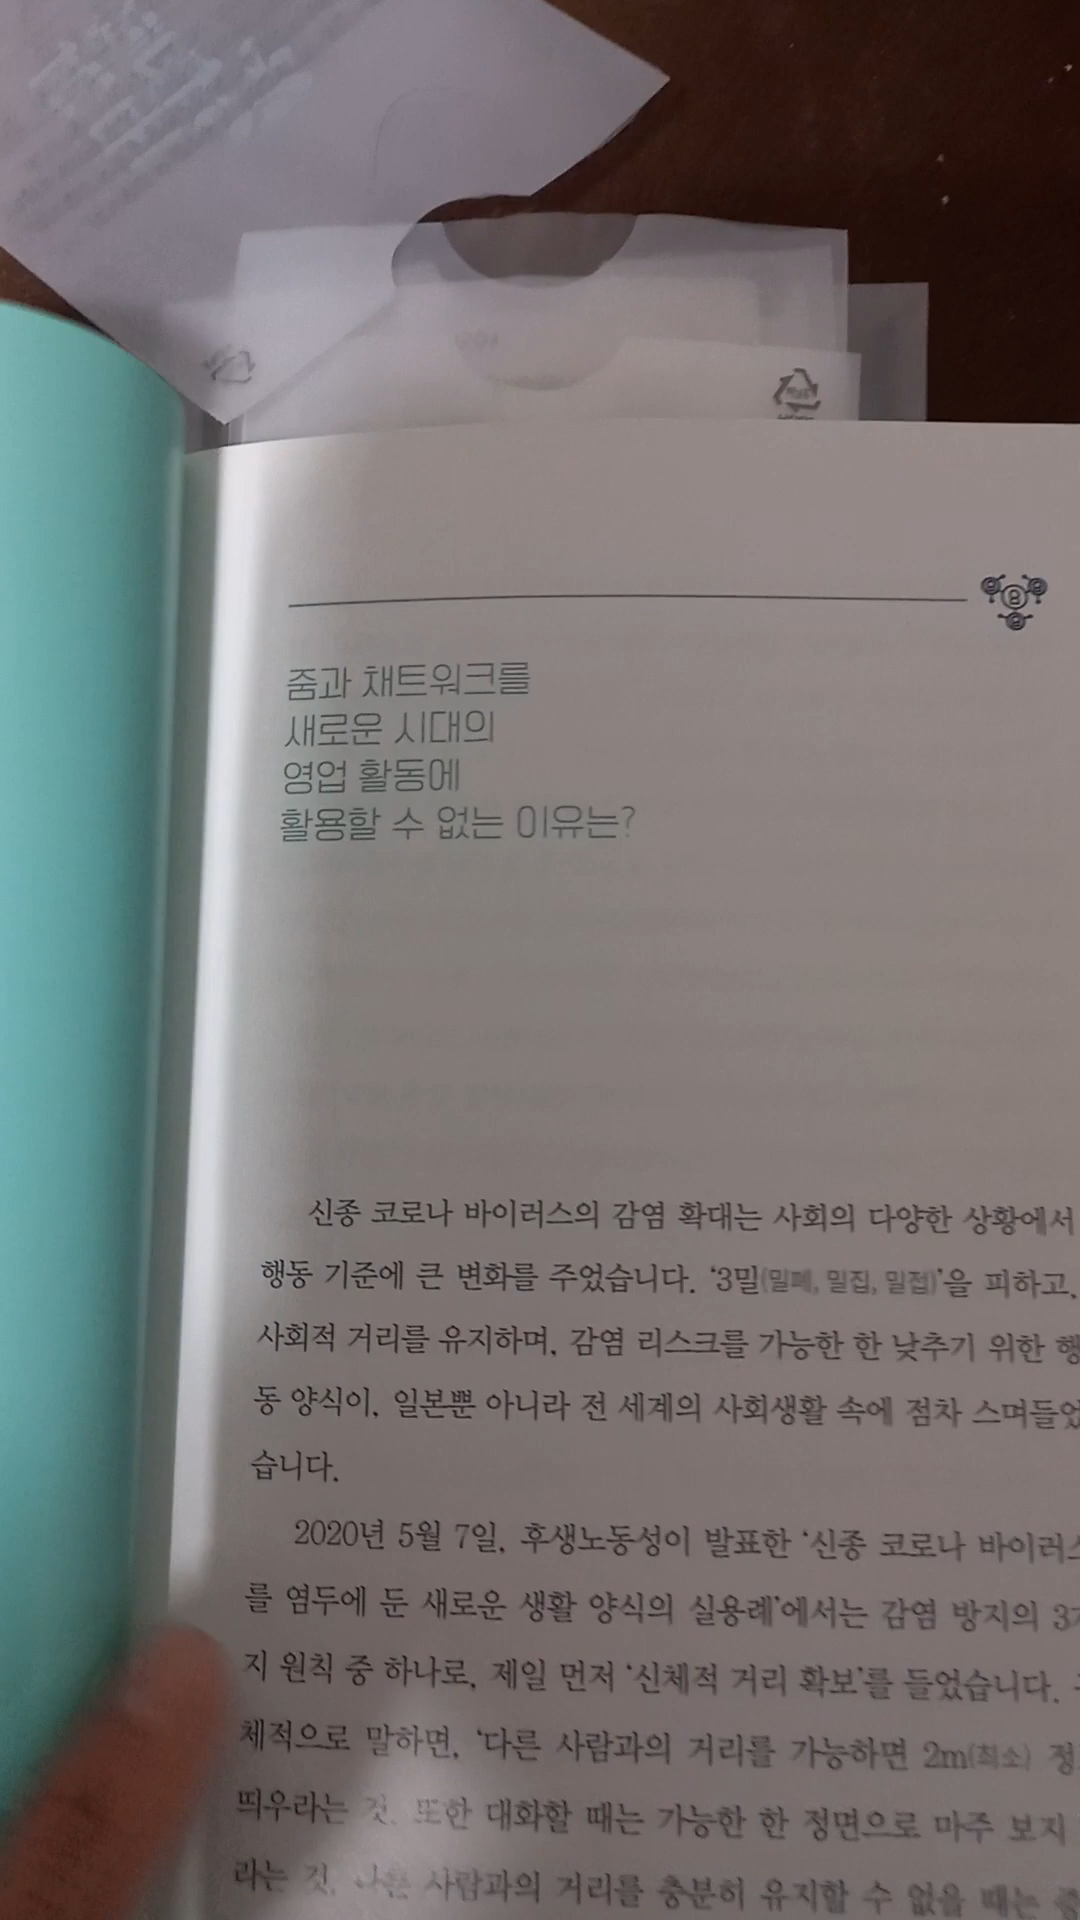 줌과 채트워크를
새로운 시대의
영업 활동에
활용할 수 없는 이유는?
신종 코로나 바이러스의 감염 확대는 사회의 다양한 상황에서
행동 기준에 큰 변화를 주었습니다. ‘3밀(밀폐, 밀집, 밀접)’을 피하고,
사회적 거리를 유지하며, 감염 리스크를 가능한 한 낮추기 위한 행
동 양식이, 일본뿐 아니라 전 세계의 사회생활 속에 점차 스며들었
습니다.
2020년 5월 7일, 후생노동성이 발표한 ‘신종 코로나 바이러스
를 염두에 둔 새로운 생활 양식의 실용례’에서는 감염 방지의 3가
지 원칙 중 하나로, 제일 먼저 ‘신체적 거리 확보’를 들었습니다.
체적으로 말하면, ‘다른 사람과의 거리를 가능하면 2m(최소) 정
띄우라는 것. 또한 대화할 때는 가능한 한 정면으로 마주 보지
라는 것. 다른 사람과의 거리를 충분히 유지할 수 없을 때는